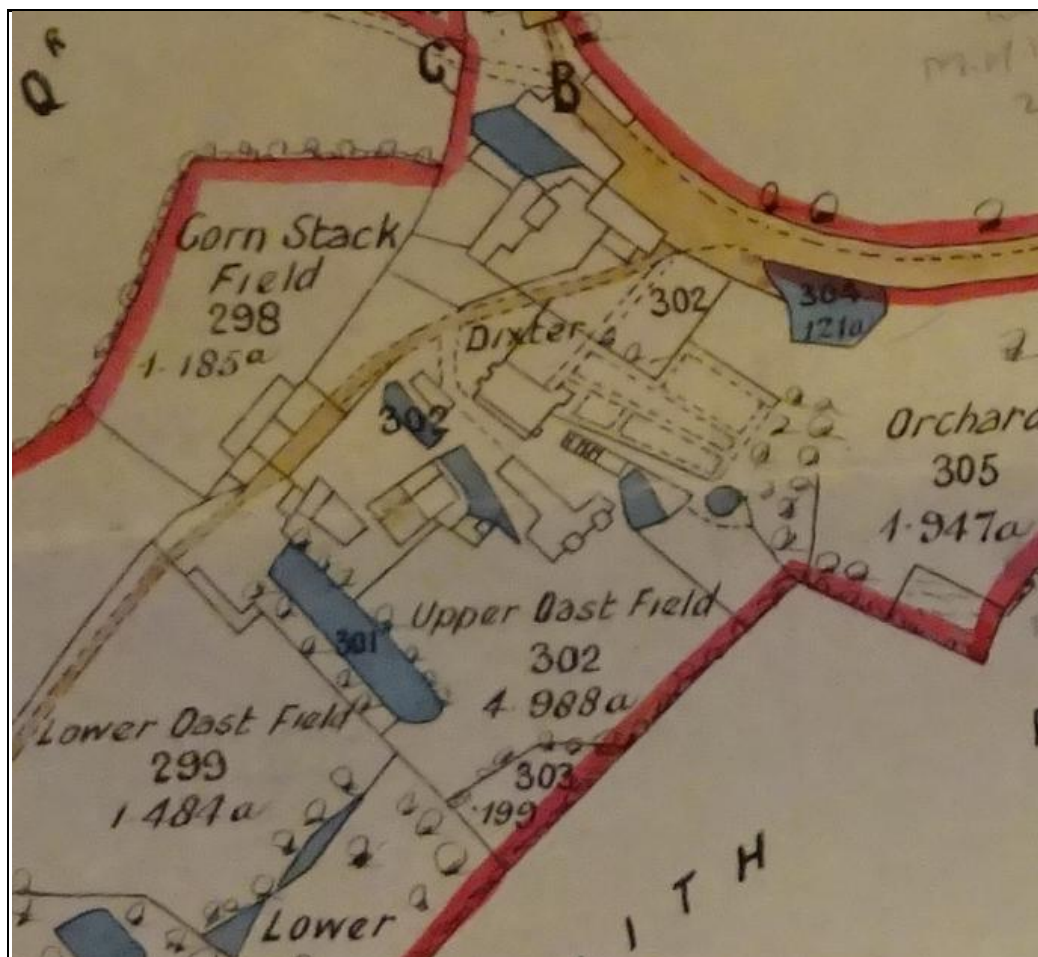 C
B
Corn Stack
Field
298
1·185a
Dixter
302
304
·121a
302
Orchard
305
1·947a
Upper Oast Field
302
4·988a
301
Lower Oast Field
299
1·484a
303
·199
Lower
I T H